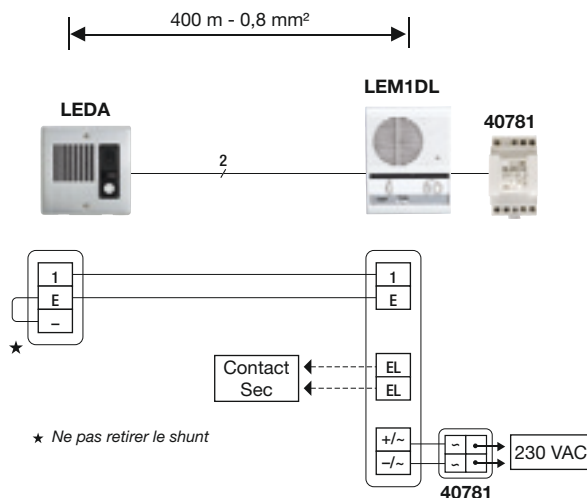 400 m - 0,8 mm²
LEDA
LEM1DL
40781
2
1
E
–
1
E
EL
EL
+/~
–/~
~
~
Contact
Sec
230 VAC
40781
★ Ne pas retirer le shunt
★